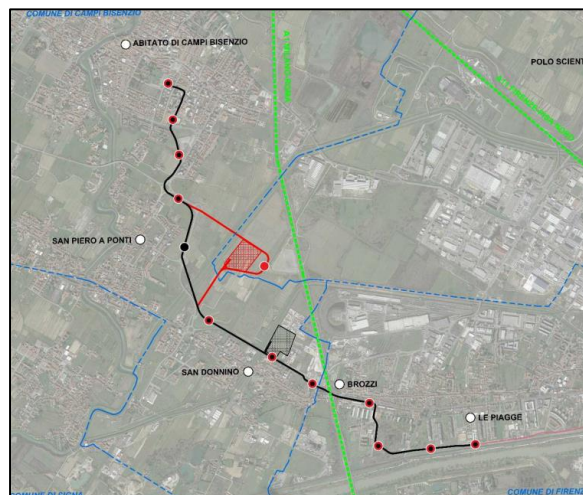 COMUNE DI CAMPI BISENZIO
ABITATO DI CAMPI BISENZIO
POLO SCIENT
SAN PIERO A PONTI
SAN DONNINO
BROZZI
LE PIAGGE
COMUNE DI SIGNA
COMUNE DI FIRENZ